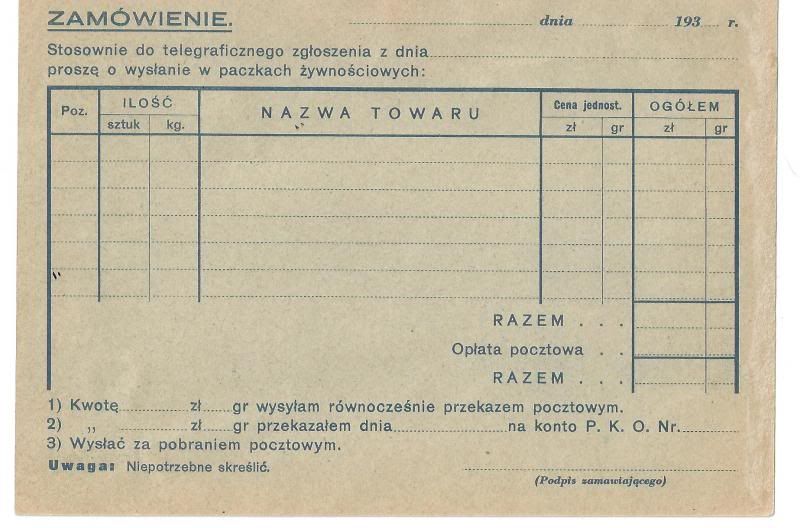 ZAMÓWIENIE. ........ dnia ........ 193.... r.
Stosownie do telegraficznego zgłoszenia z dnia........
proszę o wysłanie w paczkach żywnościowych:
Poz. ILOŚĆ NAZWA TOWARU Cena jednost. OGÓŁEM
sztuk kg. zł gr zł gr
RAZEM . . .
Opłata pocztowa . .
RAZEM . . .
1) Kwotę........zł......gr wysyłam równocześnie przekazem pocztowym.
2) „ ........zł......gr przekazałem dnia........na konto P. K. O. Nr.......
3) Wysłać za pobraniem pocztowym.
Uwaga: Niepotrzebne skreślić.
(Podpis zamawiającego)